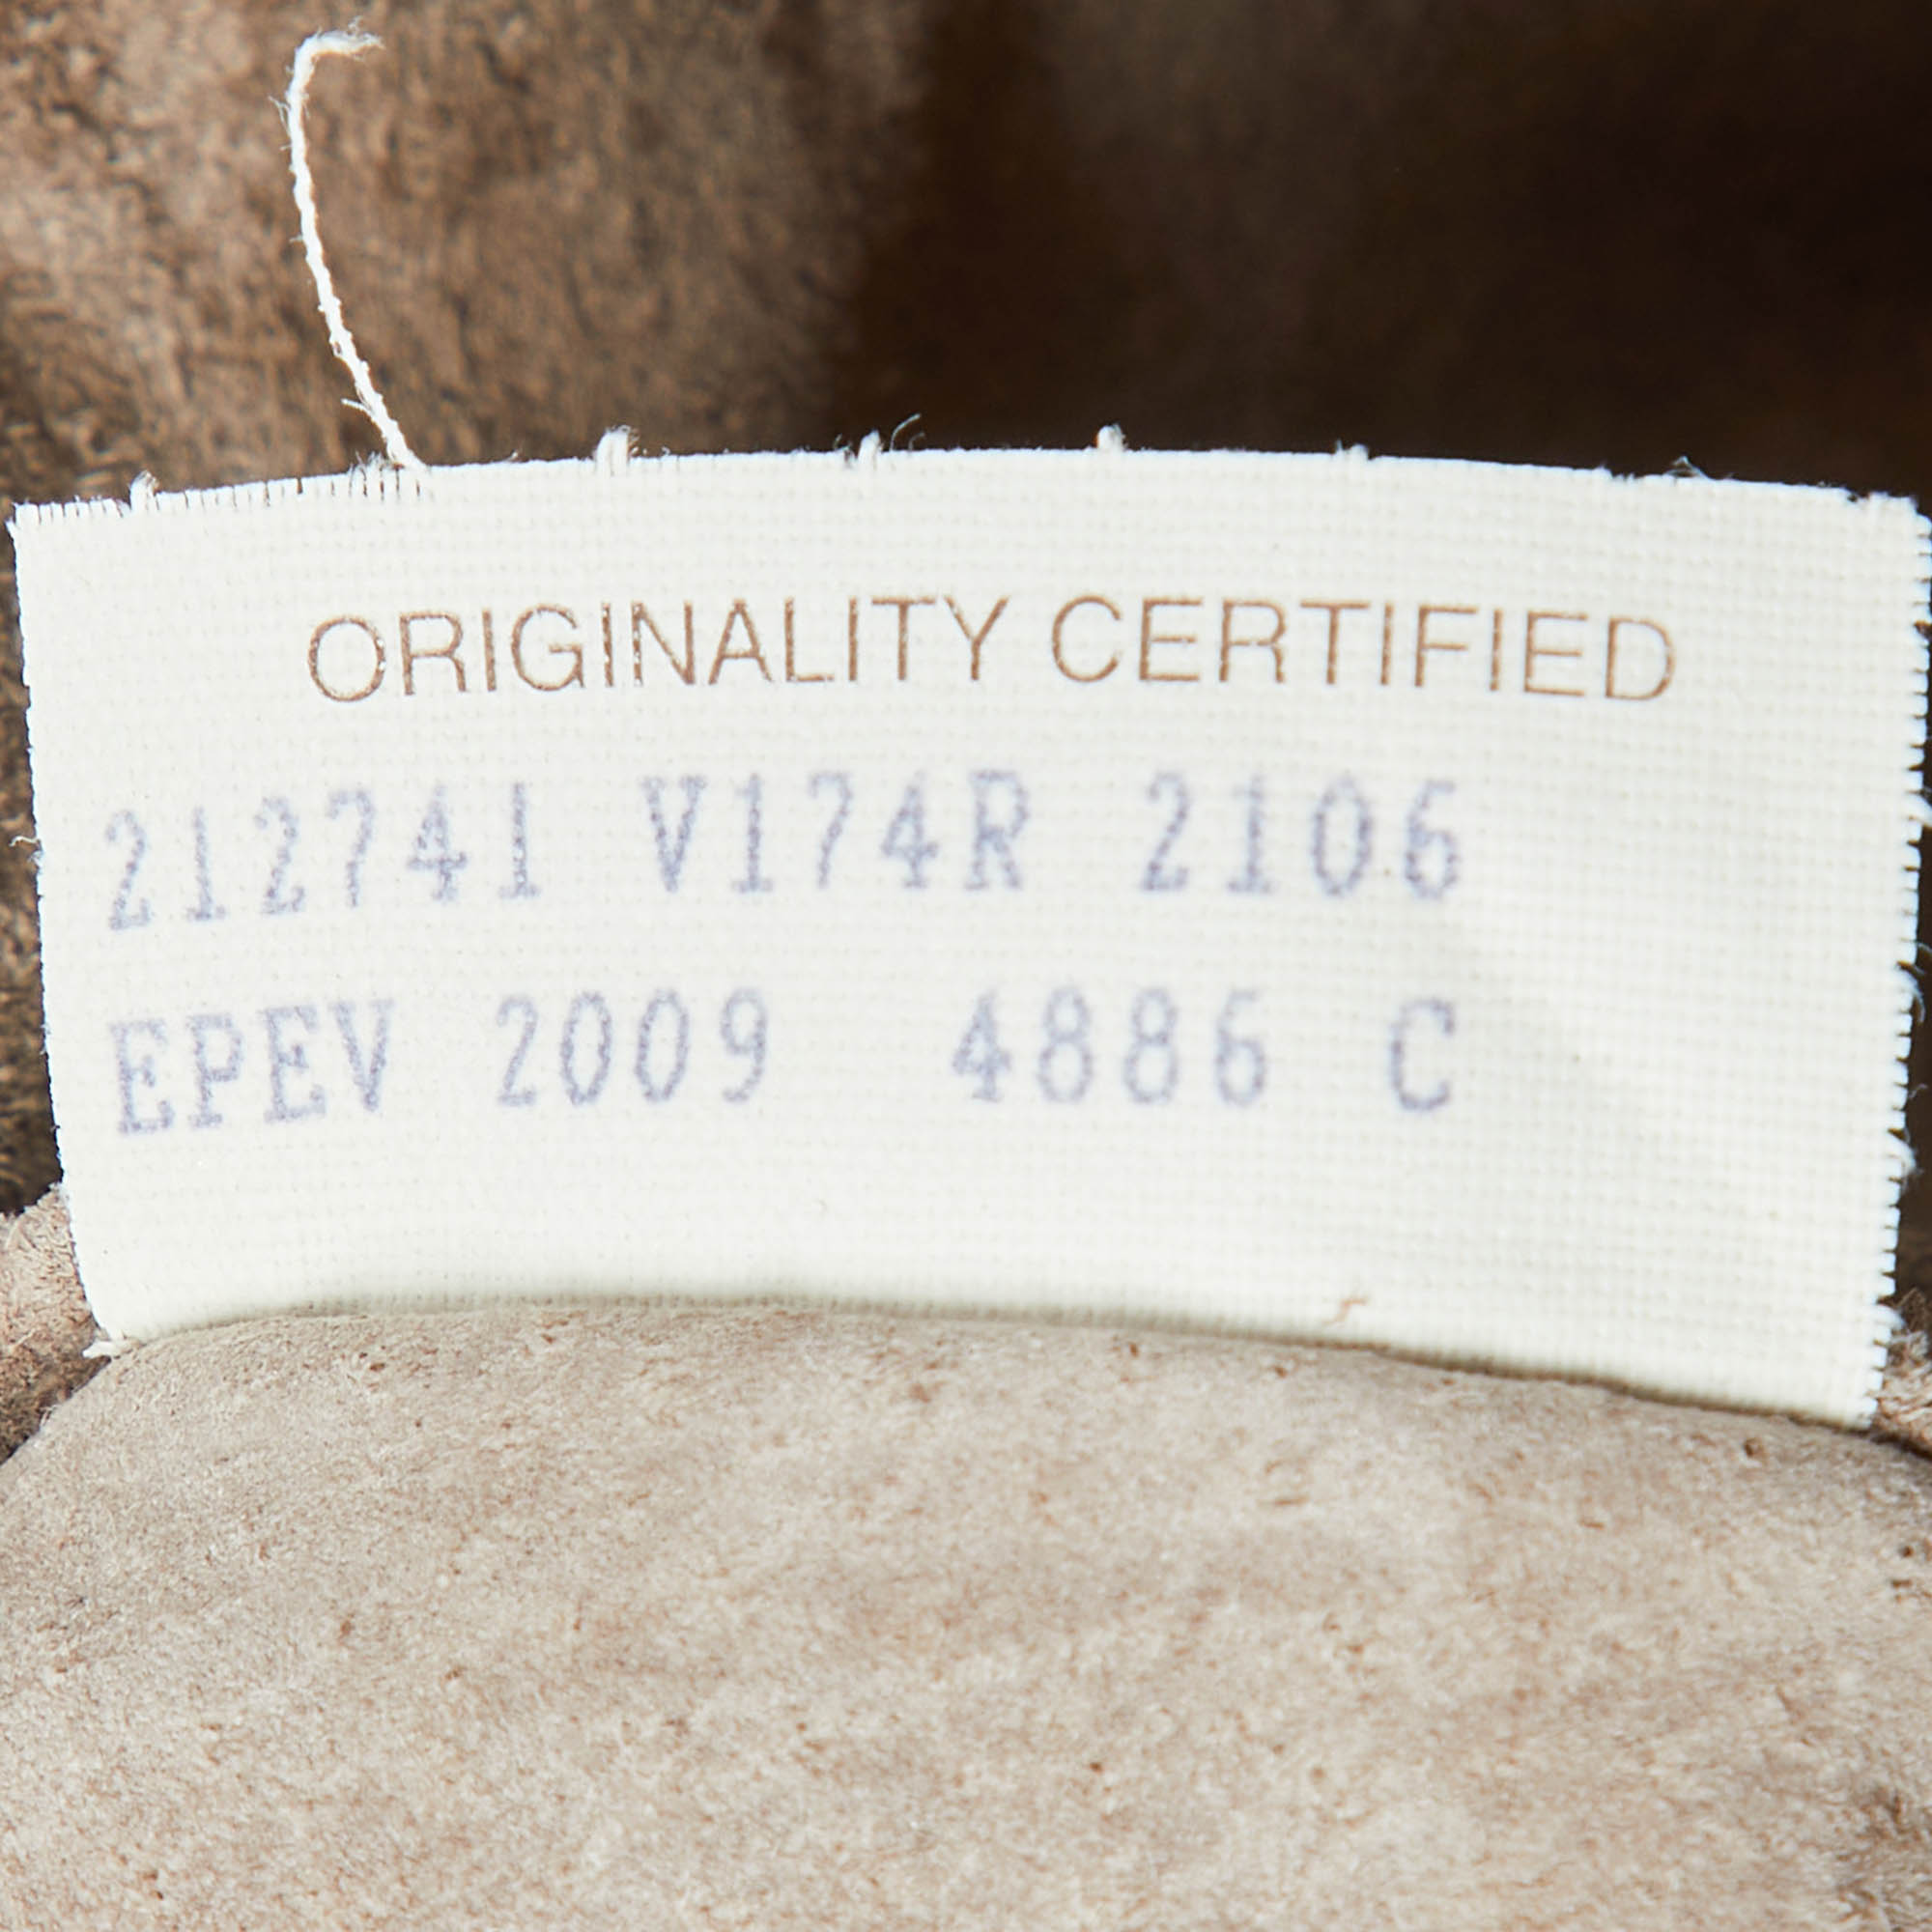 ORIGINALITY CERTIFIED
212741 V174R 2106
EPEV 2009 4886 C